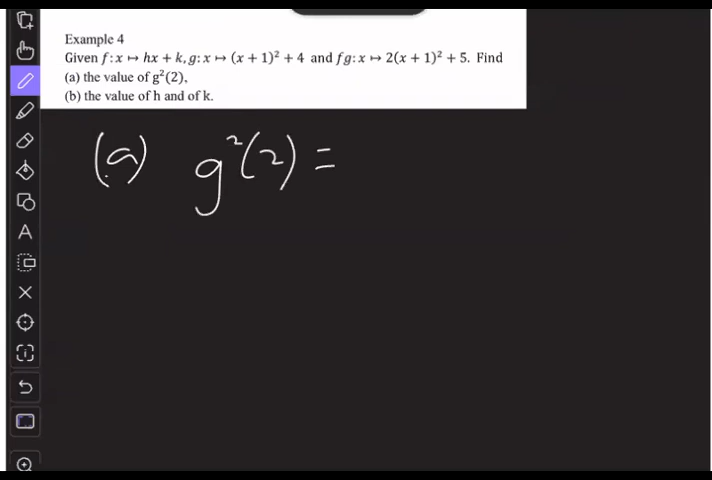 Example 4
Given f: x ↦ hx + k, g: x ↦ (x + 1)² + 4 and fg: x ↦ 2(x + 1)² + 5. Find
(a) the value of g²(2),
(b) the value of h and of k.
(a) g²(2) =